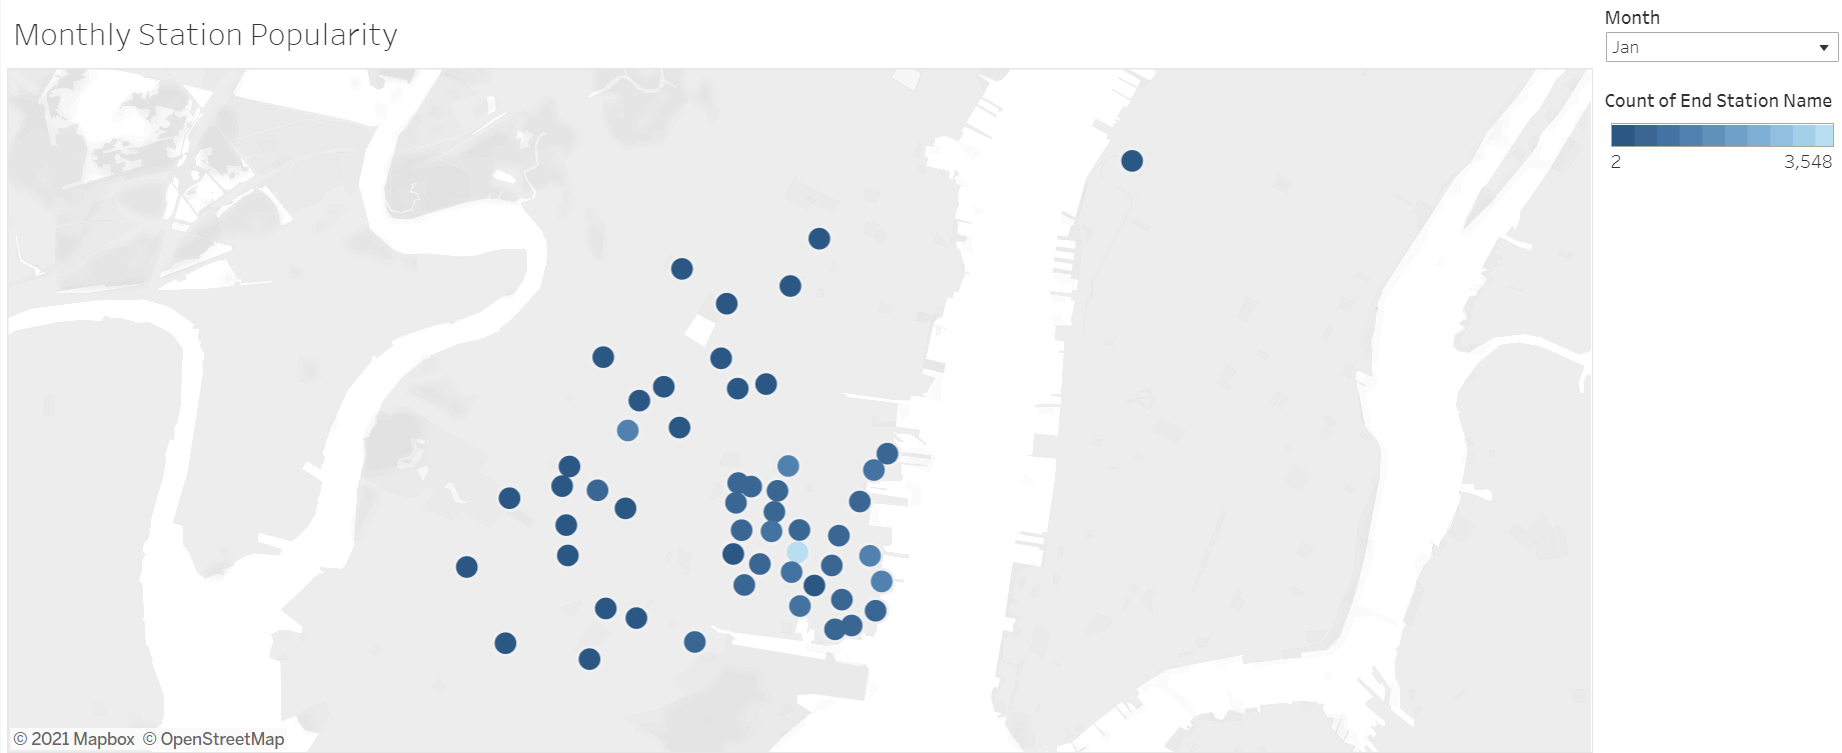 Monthly Station Popularity
Month
Jan
Count of End Station Name
2 3,548
© 2021 Mapbox © OpenStreetMap